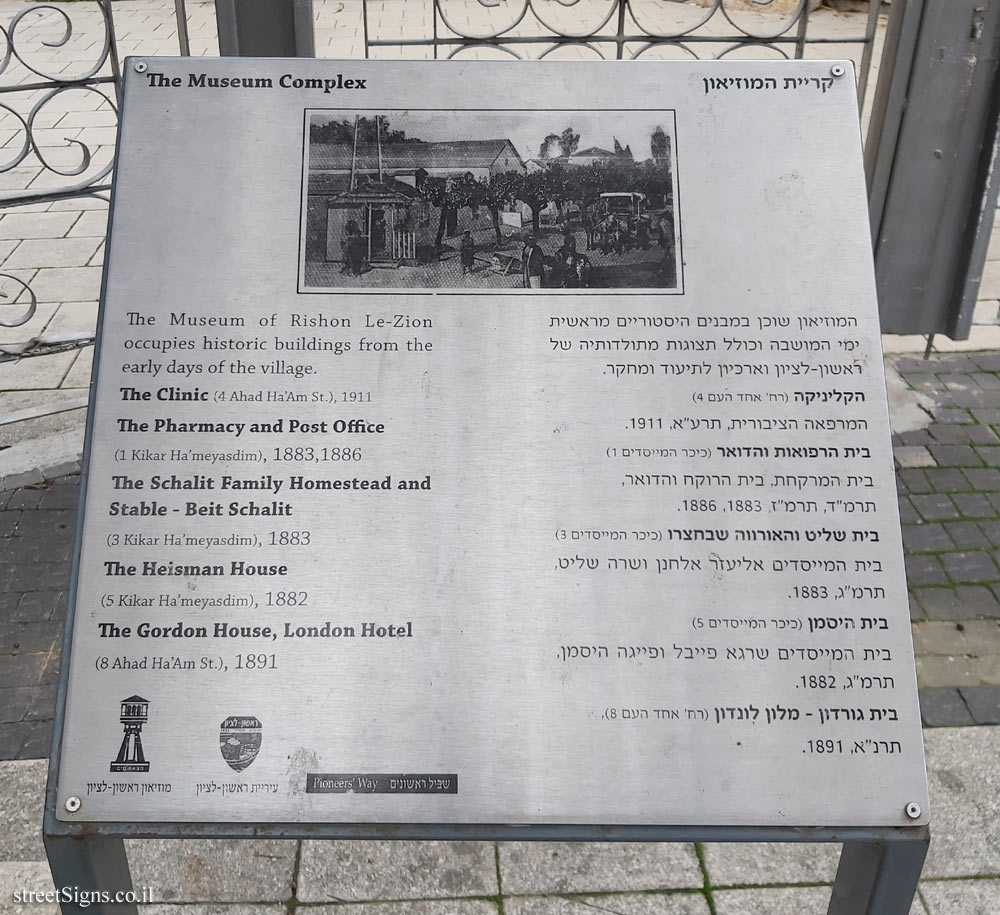 The Museum Complex
קריית המוזיאון
The Museum of Rishon Le-Zion
occupies historic buildings from the
early days of the village.
The Clinic (4 Ahad Ha'Am St.), 1911
The Pharmacy and Post Office
(1 Kikar Ha'meyasdim), 1883,1886
The Schalit Family Homestead and
Stable - Beit Schalit
(3 Kikar Ha'meyasdim), 1883
The Heisman House
(5 Kikar Ha'meyasdim), 1882
The Gordon House, London Hotel
(8 Ahad Ha'Am St.), 1891
המוזיאון שוכן במבנים היסטוריים מראשית
ימי המושבה וכולל תצוגות מתולדותיה של
ראשון-לציון וארכיון לתיעוד ומחקר.
הקליניקה (רח' אחד העם 4)
המרפאה הציבורית, תרע"א, 1911.
בית הרפואות והדואר (כיכר המייסדים 1)
בית המרקחת, בית הרוקח והדואר,
תרמ"ד, תרמ"ז, 1883, 1886.
בית שליט והאורווה שבחצרו (כיכר המייסדים 3)
בית המייסדים אליעזר אלחנן ושרה שליט,
תרמ"ג, 1883.
בית היסמן (כיכר המייסדים 5)
בית המייסדים שרגא פייבל ופייגה היסמן,
תרמ"ג, 1882.
בית גורדון - מלון לונדון (רח' אחד העם 8),
תרנ"א, 1891.
מוזיאון ראשון-לציון
ראשון-לציון
עיריית ראשון-לציון
Pioneers' Way שביל ראשונים
streetSigns.co.il